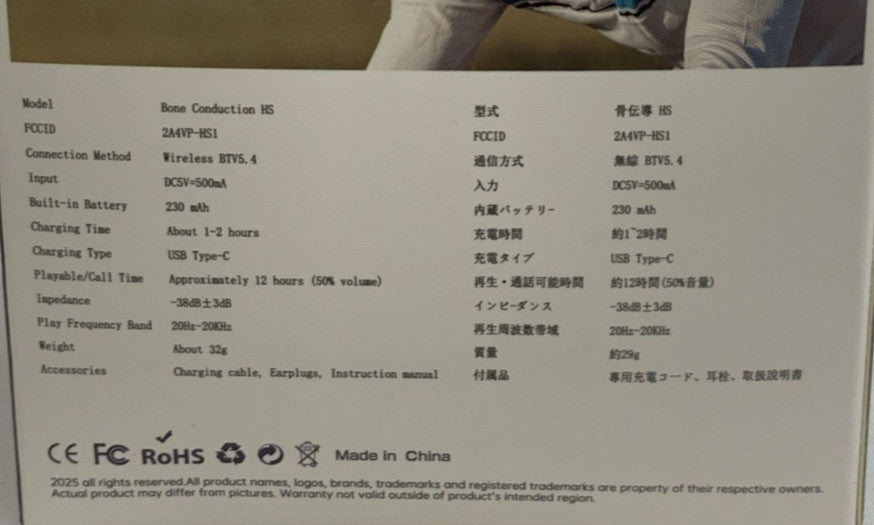 Model Bone Conduction HS
FCCID 2A4VP-HS1
Connection Method Wireless BTV5.4
Input DC5V=500mA
Built-in Battery 230 mAh
Charging Time About 1-2 hours
Charging Type USB Type-C
Playable/Call Time Approximately 12 hours (50% volume)
Impedance -38dB±3dB
Play Frequency Band 20Hz-20KHz
Weight About 32g
Accessories Charging cable, Earplugs, Instruction manual
型式 骨伝導 HS
FCCID 2A4VP-HS1
通信方式 無線 BTV5.4
入力 DC5V=500mA
内蔵バッテリー 230 mAh
充電時間 約1~2時間
充電タイプ USB Type-C
再生・通話可能時間 約12時間(50%音量)
インピーダンス -38dB±3dB
再生周波数帯域 20Hz-20KHz
質量 約29g
付属品 専用充電コード、耳栓、取扱説明書
CE FC RoHS Made in China
2025 all rights reserved.All product names, logos, brands, trademarks and registered trademarks are property of their respective owners.
Actual product may differ from pictures. Warranty not valid outside of product's intended region.